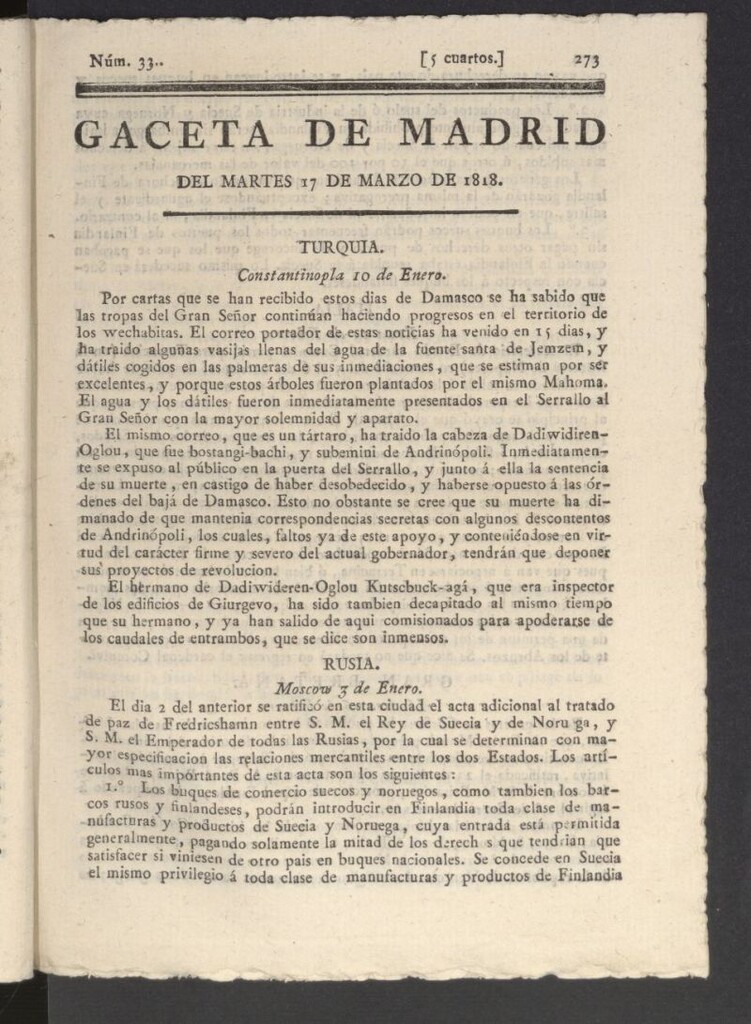 Núm. 33.. [5 cuartos.] 273
GACETA DE MADRID
DEL MARTES 17 DE MARZO DE 1818.
TURQUIA.
Constantinopla 10 de Enero.
Por cartas que se han recibido estos dias de Damasco se ha sabido que
las tropas del Gran Señor continúan haciendo progresos en el territorio de
los wechabitas. El correo portador de estas noticias ha venido en 15 dias, y
ha traido algunas vasijas llenas del agua de la fuente santa de Jemzem, y
dátiles cogidos en las palmeras de sus inmediaciones, que se estiman por ser
excelentes, y porque estos árboles fueron plantados por el mismo Mahoma.
El agua y los dátiles fueron inmediatamente presentados en el Serrallo al
Gran Señor con la mayor solemnidad y aparato.
El mismo correo, que es un tártaro, ha traido la cabeza de Dadiwidiren-
Oglou, que fue bostangi-bachi, y subemini de Andrinópoli. Inmediatamen-
te se expuso al público en la puerta del Serrallo, y junto á ella la sentencia
de su muerte, en castigo de haber desobedecido, y haberse opuesto á las ór-
denes del bajá de Damasco. Esto no obstante se cree que su muerte ha di-
manado de que mantenia correspondencias secretas con algunos descontentos
de Andrinópoli, los cuales, faltos ya de este apoyo, y conteniéndose en vir-
tud del carácter firme y severo del actual gobernador, tendrán que deponer
sus proyectos de revolucion.
El hermano de Dadiwideren-Oglou Kutscbuck-agá, que era inspector
de los edificios de Giurgevo, ha sido tambien decapitado al mismo tiempo
que su hermano, y ya han salido de aqui comisionados para apoderarse de
los caudales de entrambos, que se dice son inmensos.
RUSIA.
Moscow 3 de Enero.
El dia 2 del anterior se ratificó en esta ciudad el acta adicional al tratado
de paz de Fredricshamn entre S. M. el Rey de Suecia y de Noru ga, y
S. M. el Emperador de todas las Rusias, por la cual se determinan con ma-
yor especificacion las relaciones mercantiles entre los dos Estados. Los artí-
culos mas importantes de esta acta son los siguientes:
1.º Los buques de comercio suecos y noruegos, como tambien los bar-
cos rusos y finlandeses, podrán introducir en Finlandia toda clase de ma-
nufacturas y productos de Suecia y Noruega, cuya entrada está permitida
generalmente, pagando solamente la mitad de los derech s que tendrian que
satisfacer si viniesen de otro pais en buques nacionales. Se concede en Suecia
el mismo privilegio á toda clase de manufacturas y productos de Finlandia